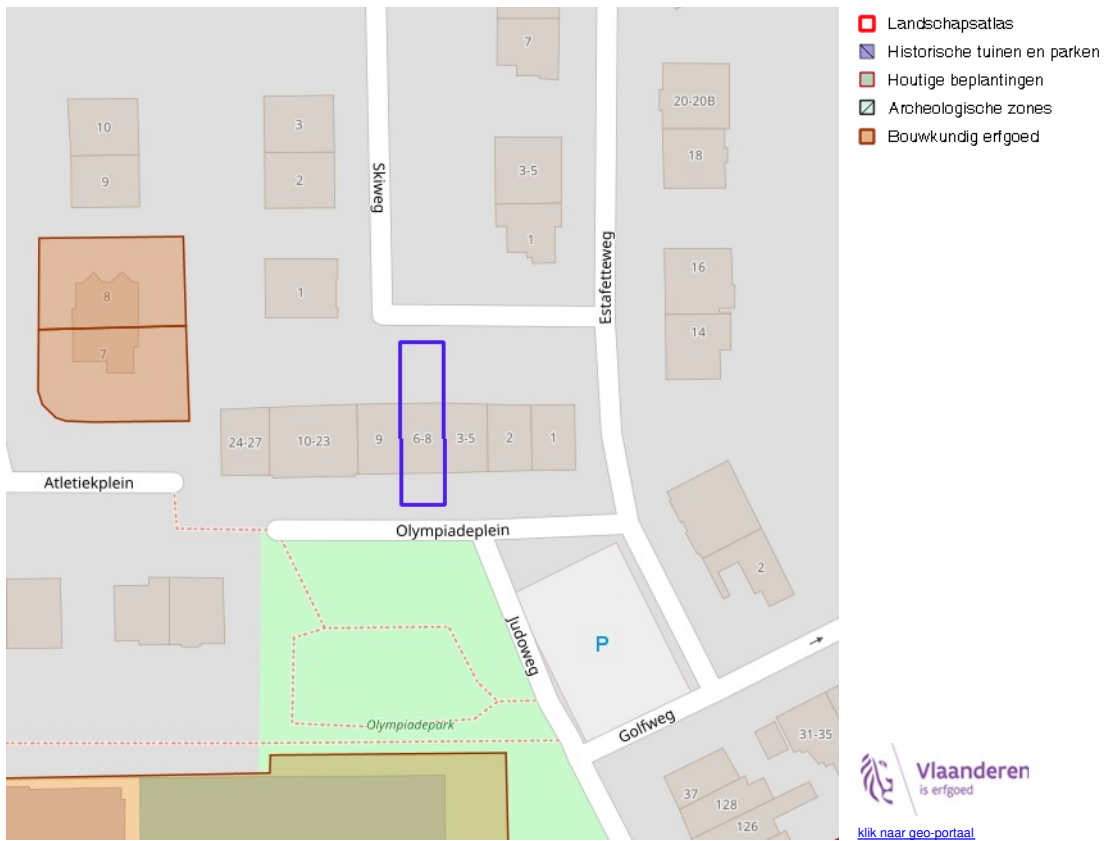 7
10
9
3
2
Skiweg
3-5
1
20-20B
18
Estafetteweg
8
7
1
16
14
24-27
10-23
9
6-8
3-5
2
1
Atletiekplein
Olympiadeplein
2
Judoweg
P
Olympiadepark
Golfweg
31-35
37
128
126
Landschapsatlas
Historische tuinen en parken
Houtige beplantingen
Archeologische zones
Bouwkundig erfgoed
Vlaanderen
is erfgoed
klik naar geo-portaal